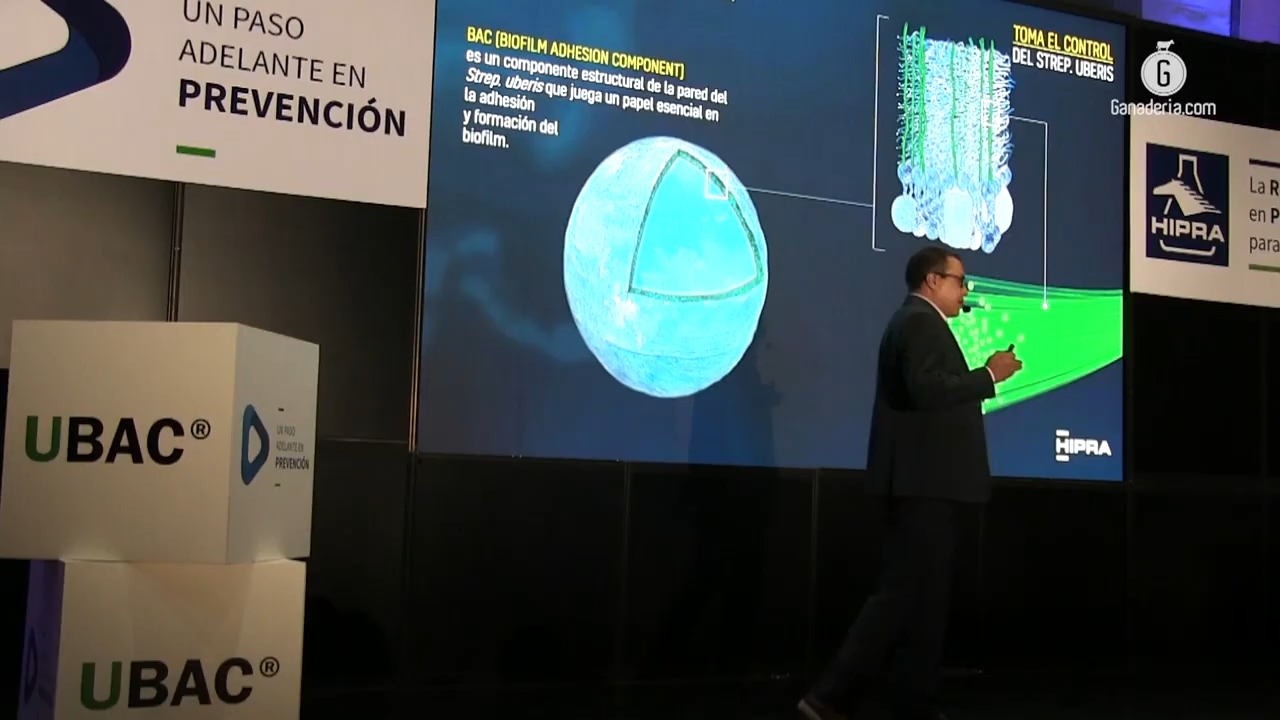 UN PASO
ADELANTE EN
PREVENCIÓN
BAC (BIOFILM ADHESION COMPONENT)
es un componente estructural de la pared del
Strep. uberis que juega un papel esencial en
la adhesión
y formación del
biofilm.
TOMA EL CONTROL
DEL STREP. UBERIS
G
Ganaderia.com
HIPRA
La
en
para
HIPRA
UBAC®
UN PASO
ADELANTE EN
PREVENCIÓN
UBAC®